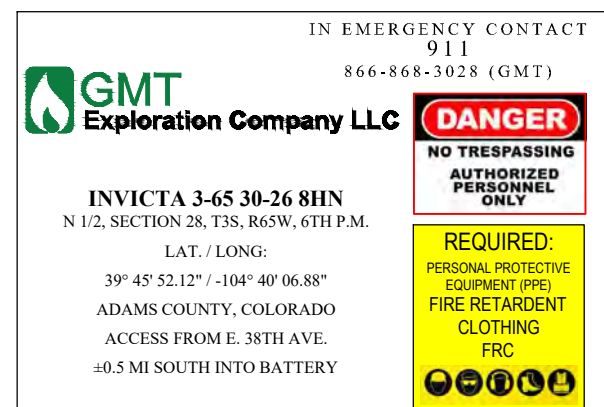 IN EMERGENCY CONTACT
911
866-868-3028 (GMT)
GMT
Exploration Company LLC
DANGER
NO TRESPASSING
AUTHORIZED
PERSONNEL
ONLY
INVICTA 3-65 30-26 8HN
N 1/2, SECTION 28, T3S, R65W, 6TH P.M.
LAT. / LONG:
39° 45' 52.12" / -104° 40' 06.88"
ADAMS COUNTY, COLORADO
ACCESS FROM E. 38TH AVE.
±0.5 MI SOUTH INTO BATTERY
REQUIRED:
PERSONAL PROTECTIVE
EQUIPMENT (PPE)
FIRE RETARDENT
CLOTHING
FRC